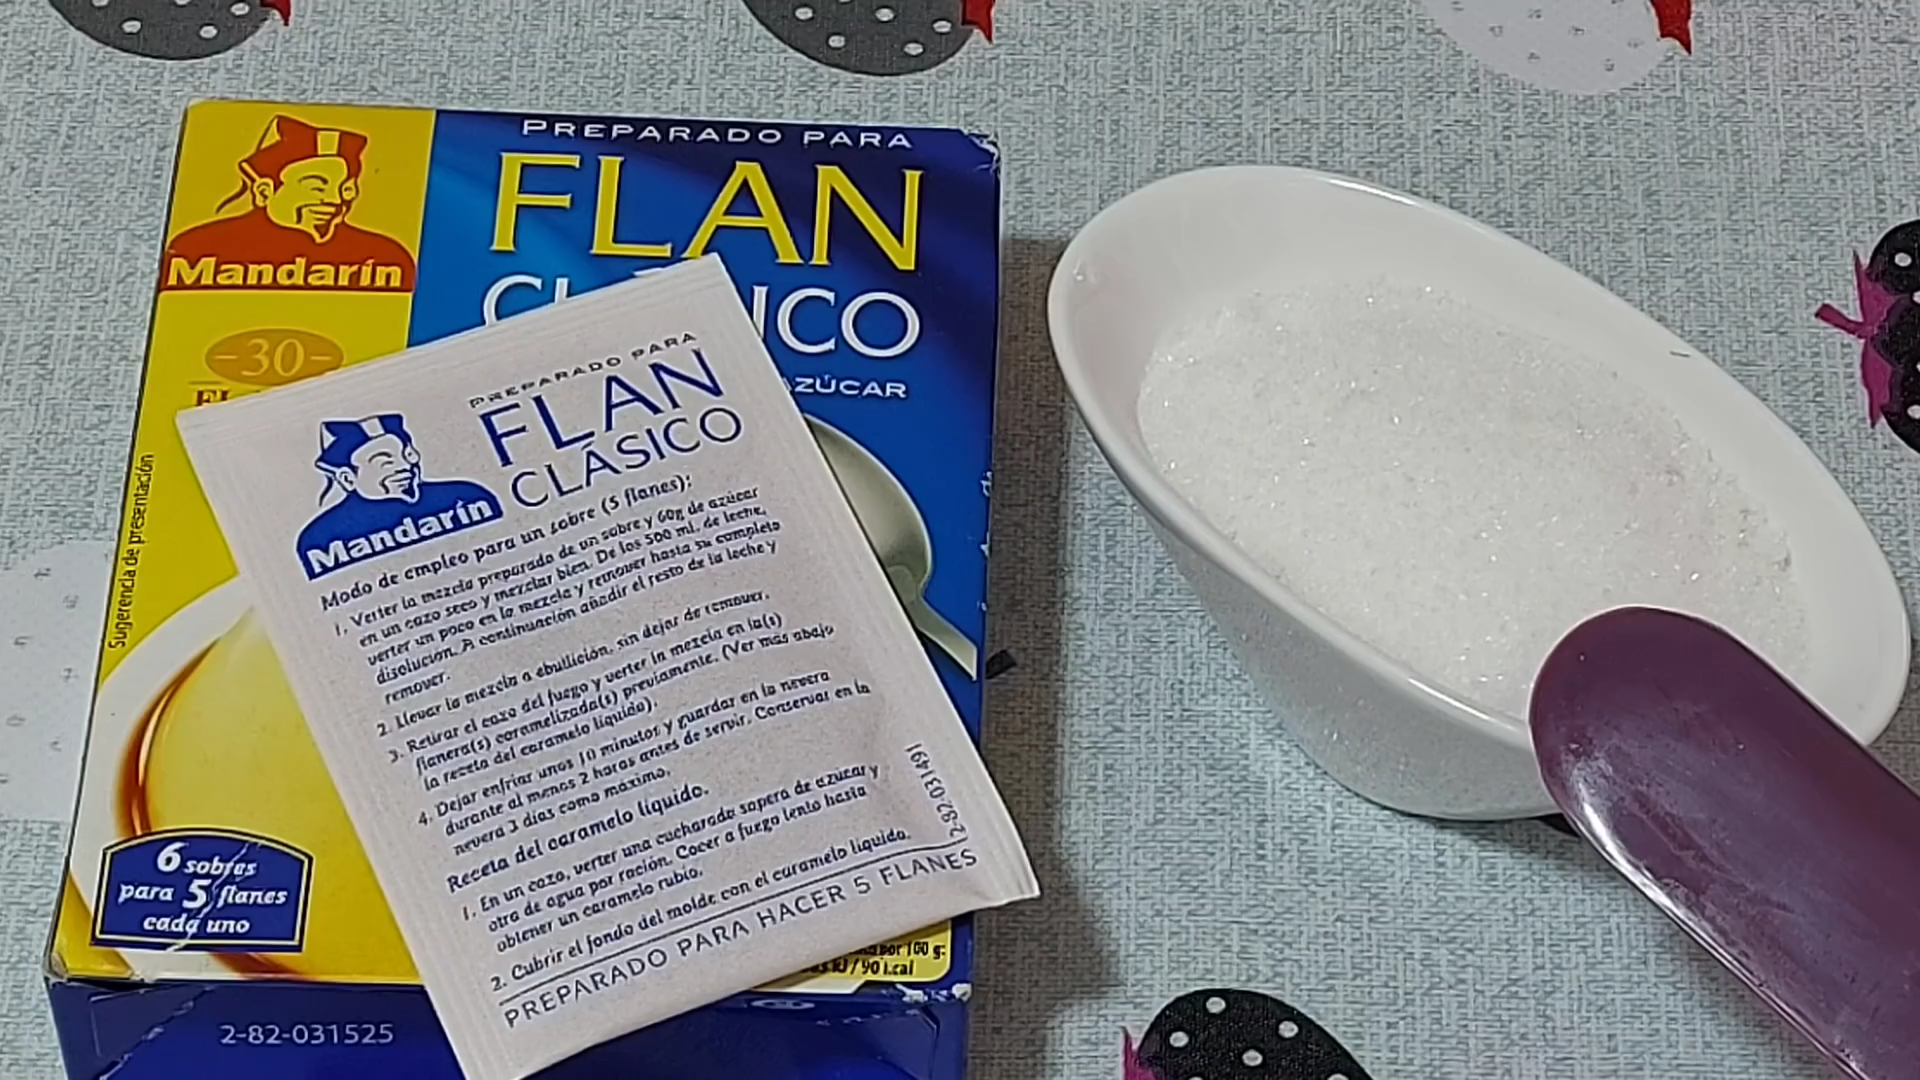 PREPARADO PARA
FLAN
ICO
AZÚCAR
Mandarín
-30-
Sugerencia de presentación
6 sobres
para 5 flanes
cada uno
por 100 g:
/ 90 kcal
2-82-031525
PREPARADO PARA
FLAN
CLÁSICO
Mandarín
Modo de empleo para un sobre (5 flanes):
1. Verter la mezcla preparada de un sobre y 60g de azúcar
en un cazo seco y mezclar bien. De los 500 ml. de leche,
verter un poco en la mezcla y remover hasta su completa
disolución. A continuación añadir el resto de la leche y
remover.
2. Llevar la mezcla a ebullición, sin dejar de remover.
3. Retirar el cazo del fuego y verter la mezcla en la(s)
flanera(s) caramelizada(s) previamente. (Ver más abajo
la receta del caramelo líquido).
4. Dejar enfriar unos 10 minutos y guardar en la nevera
durante al menos 2 horas antes de servir. Conservar en la
nevera 3 días como máximo.
Receta del caramelo líquido.
1. En un cazo, verter una cucharada sopera de azúcar y
otra de agua por ración. Cocer a fuego lento hasta
obtener un caramelo rubio.
2. Cubrir el fondo del molde con el caramelo líquido.
PREPARADO PARA HACER 5 FLANES
2-82-031491